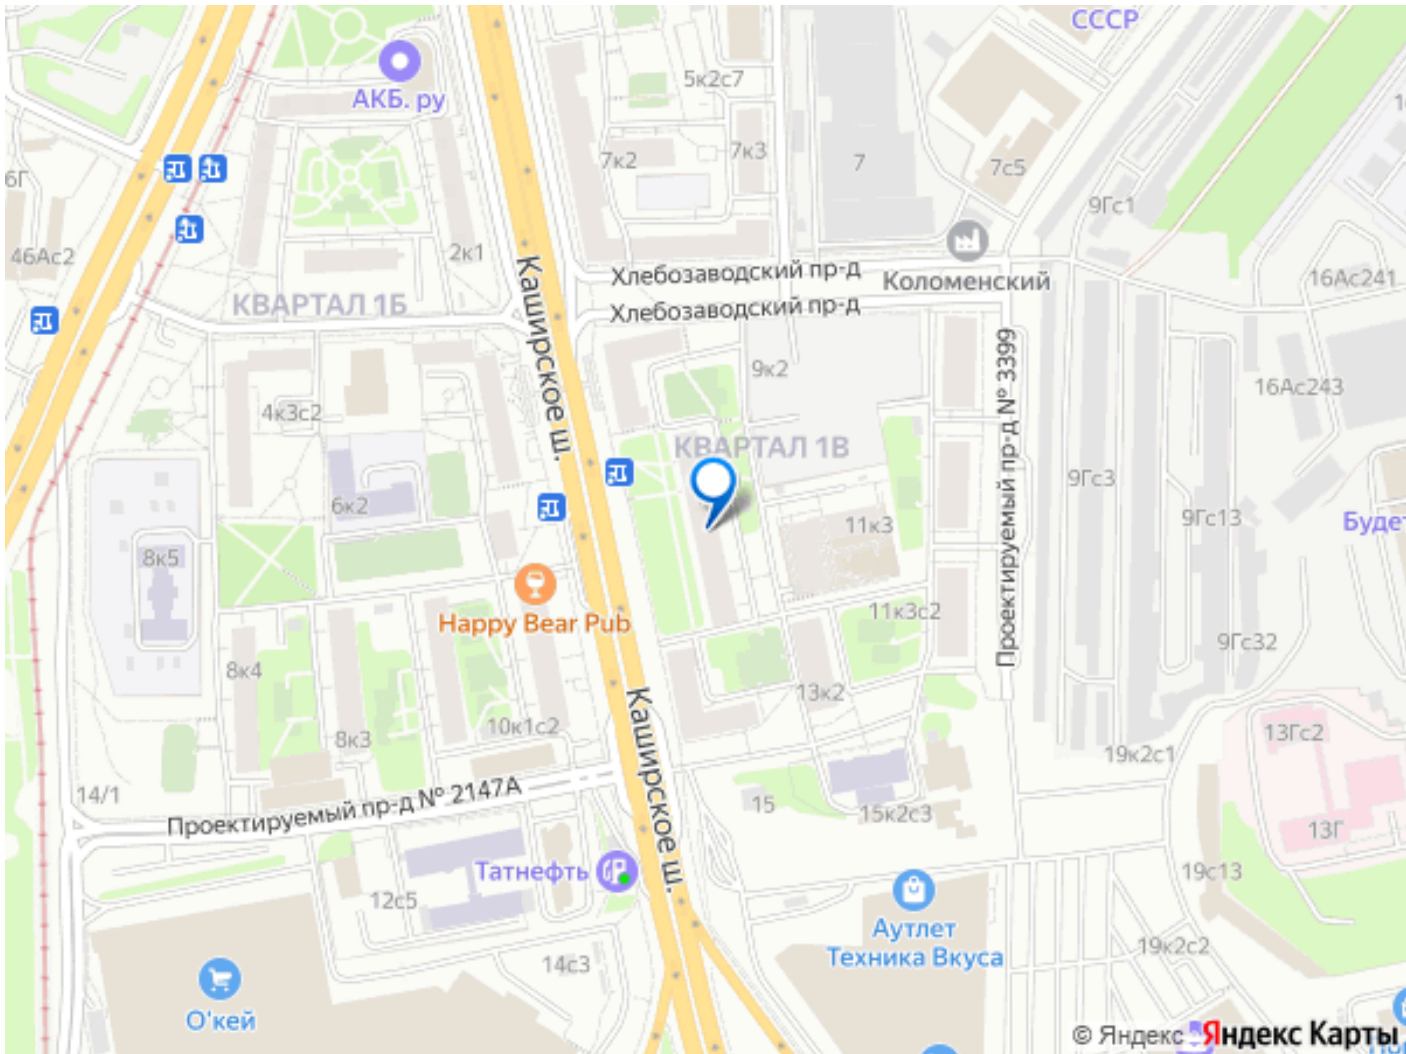 СССР
АКБ. ру
5к2с7
7к2
7к3
7
7с5
9Гс1
46Ас2
2к1
Хлебозаводский пр-д
Коломенский
16Ас241
КВАРТАЛ 1Б
Хлебозаводский пр-д
Каширское ш.
9к2
Проектируемый пр-д № 3399
16Ас243
4к3с2
КВАРТАЛ 1В
9Гс3
6к2
11к3
9Гс13
Будет
8к5
Happy Bear Pub
11к3с2
9Гс32
8к4
13к2
Каширское ш.
10к1с2
8к3
13Гс2
19к2с1
14/1
Проектируемый пр-д № 2147А
15
15к2с3
13Г
Татнефть
19с13
12с5
Аутлет
Техника Вкуса
19к2с2
14с3
О'кей
© Яндекс
Яндекс Карты